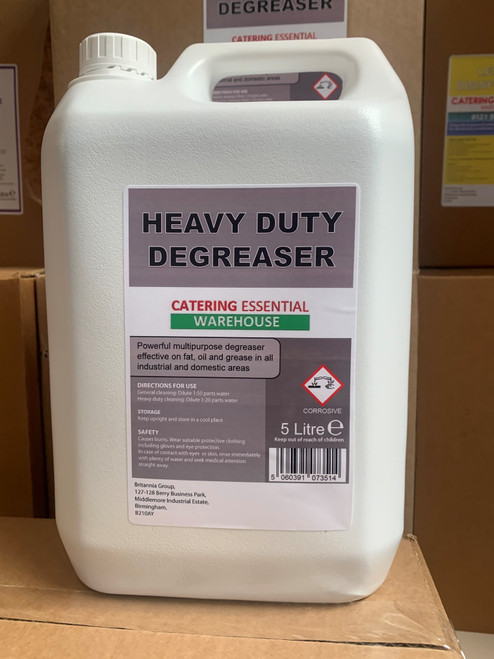 DEGREASER
CATERING ESSENTIAL
and domestic areas
HEAVY DUTY
DEGREASER
CATERING ESSENTIAL
WAREHOUSE
Powerful multipurpose degreaser
effective on fat, oil and grease in all
industrial and domestic areas
DIRECTIONS FOR USE
General cleaning: Dilute 1:50 parts water
Heavy duty cleaning: Dilute 1:20 parts water
STORAGE
Keep upright and store in a cool place
SAFETY
Causes burns. Wear suitable protective clothing
including gloves and eye protection.
In case of contact with eyes or skin, rinse immediately
with plenty of water and seek medical attention
straight away.
CORROSIVE
5 Litre e
Keep out of reach of children
5 060391 073514
Britannia Group,
127-128 Berry Business Park,
Middlemore Industrial Estate,
Birmingham,
B210AY
CATERING